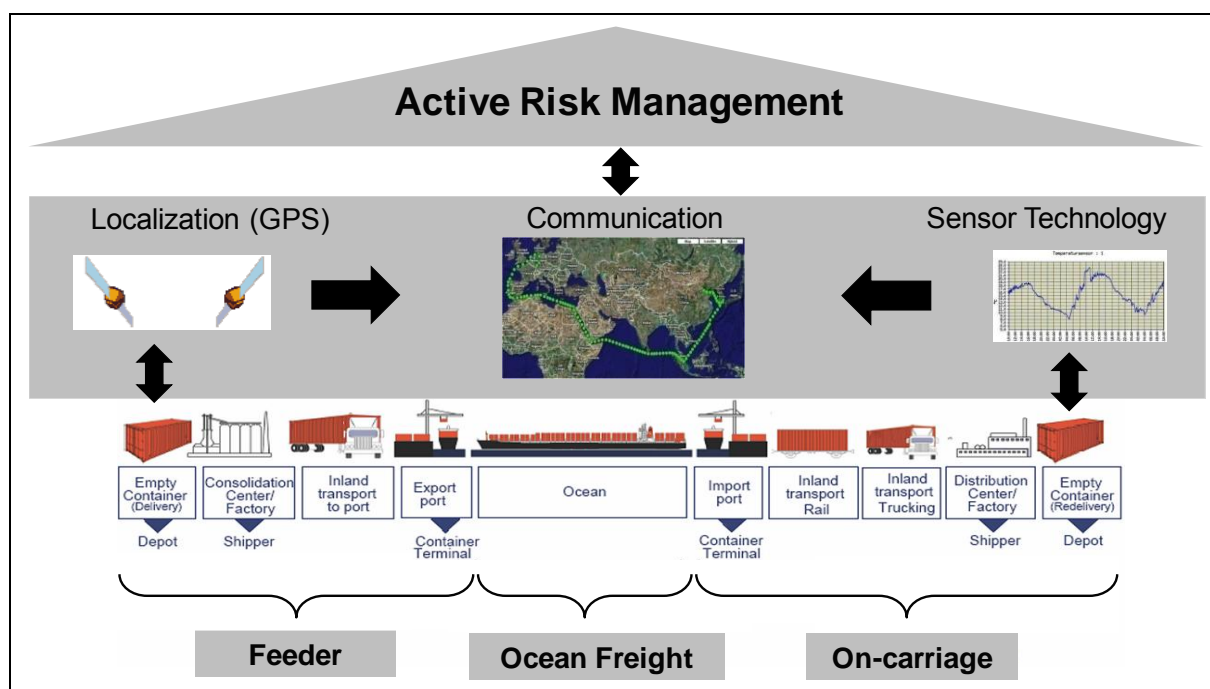 Active Risk Management
Localization (GPS)
Communication
Sensor Technology
Temperatursensor : 1
Empty
Container
(Delivery)
Consolidation
Center/
Factory
Inland
transport
to port
Export
port
Ocean
Import
port
Inland
transport
Rail
Inland
transport
Trucking
Distribution
Center/
Factory
Empty
Container
(Redelivery)
Depot
Shipper
Container
Terminal
Container
Terminal
Shipper
Depot
Feeder
Ocean Freight
On-carriage